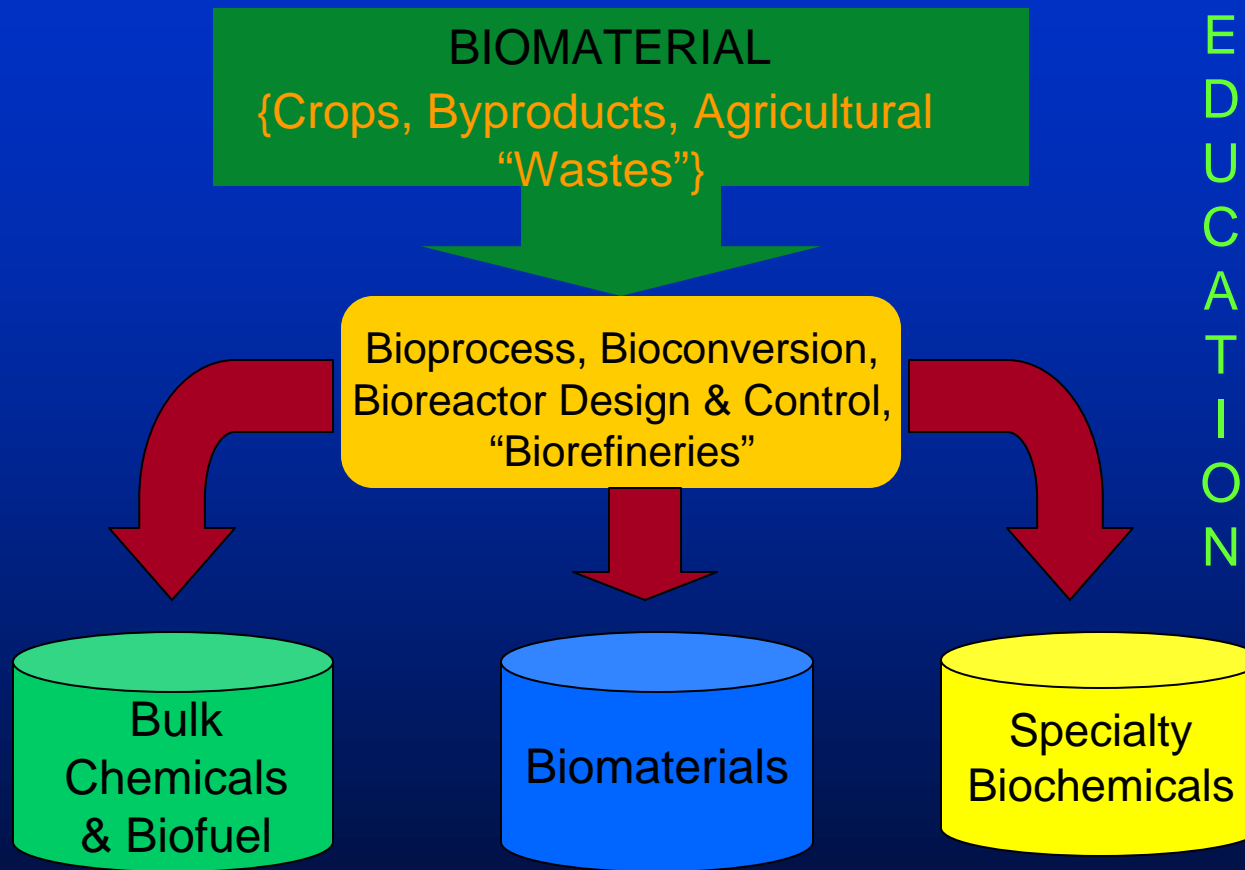 BIOMATERIAL
{Crops, Byproducts, Agricultural
“Wastes”}
Bioprocess, Bioconversion,
Bioreactor Design & Control,
“Biorefineries”
Bulk
Chemicals
& Biofuel
Biomaterials
Specialty
Biochemicals
E
D
U
C
A
T
I
O
N